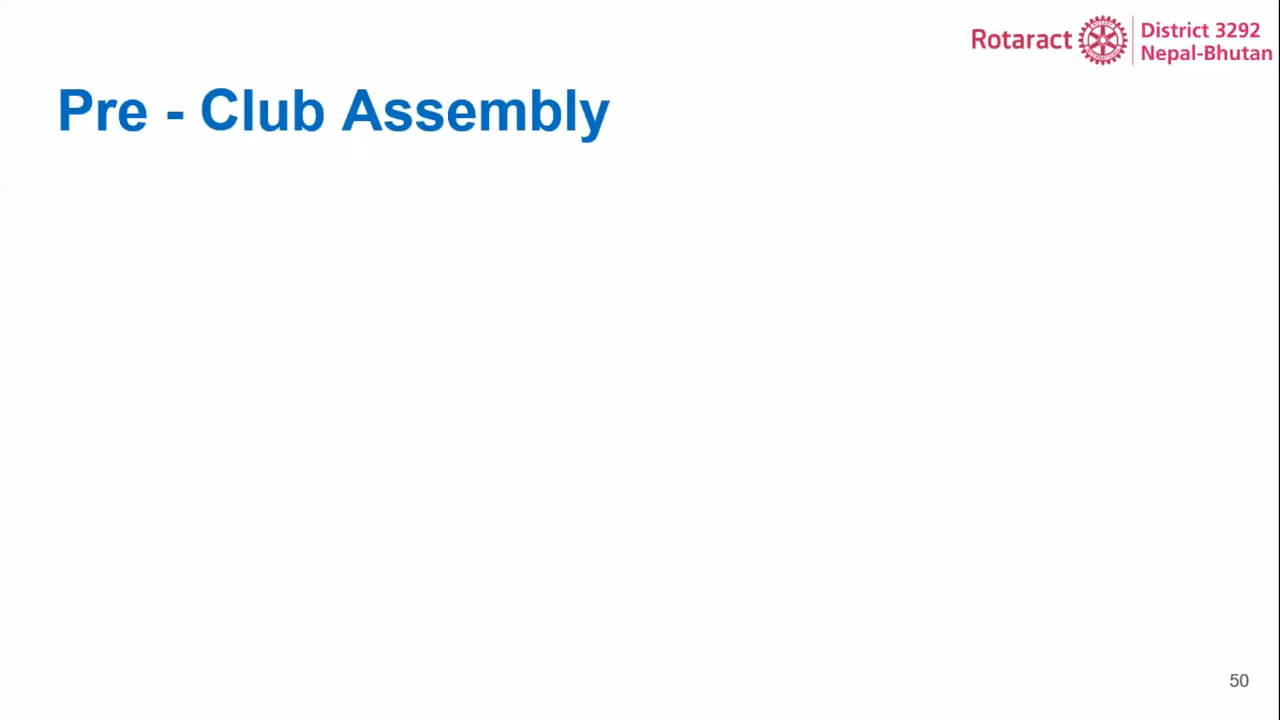 Rotaract
District 3292
Nepal-Bhutan
Pre - Club Assembly
50